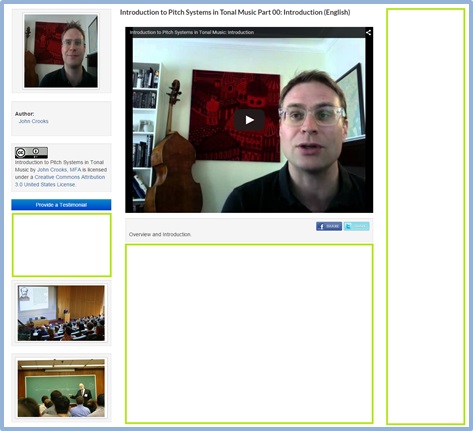 Introduction to Pitch Systems in Tonal Music Part 00: Introduction (English)
Introduction to Pitch Systems in Tonal Music: Introduction
Author:
John Crooks
Introduction to Pitch Systems in Tonal
Music by John Crooks, MFA is licensed
under a Creative Commons Attribution
3.0 United States License
Provide a Testimonial
Overview and Introduction.